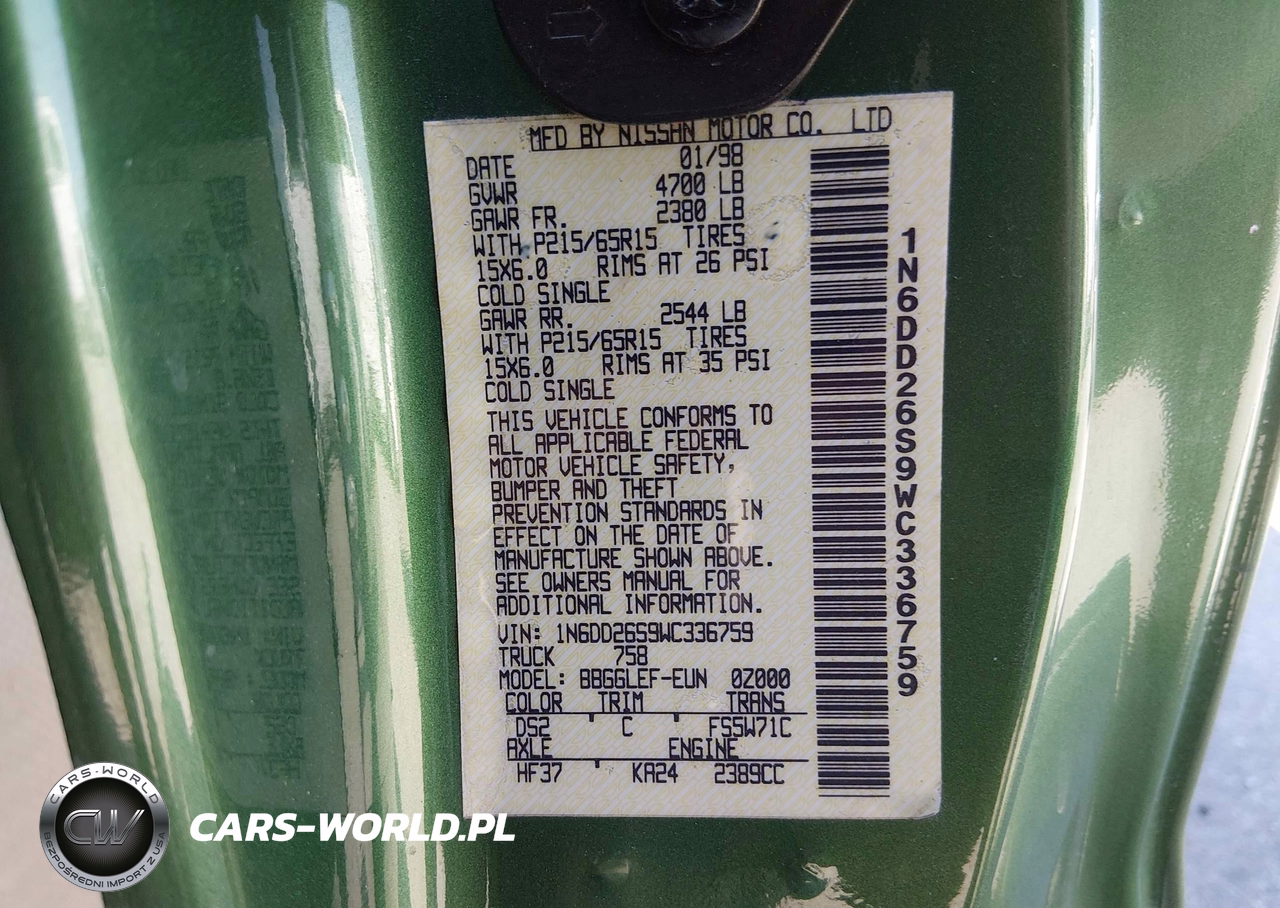 MFD BY NISSAN MOTOR CO. LTD
DATE 01/98
GVWR 4700 LB
GAWR FR. 2380 LB
WITH P215/65R15 TIRES
15X6.0 RIMS AT 26 PSI
COLD SINGLE
GAWR RR. 2544 LB
WITH P215/65R15 TIRES
15X6.0 RIMS AT 35 PSI
COLD SINGLE
THIS VEHICLE CONFORMS TO
ALL APPLICABLE FEDERAL
MOTOR VEHICLE SAFETY,
BUMPER AND THEFT
PREVENTION STANDARDS IN
EFFECT ON THE DATE OF
MANUFACTURE SHOWN ABOVE.
SEE OWNERS MANUAL FOR
ADDITIONAL INFORMATION.
VIN: 1N6DD26S9WC336759
TRUCK 758
MODEL: BBGGLEF-EUN 0Z000
COLOR TRIM TRANS
DS2 ' C ' FS5W71C
AXLE ENGINE
HF37 ' KA24 2389CC
1N6DD26S9WC336759
CARS-WORLD
CW
BEZPOŚREDNI IMPORT Z USA
CARS-WORLD.PL